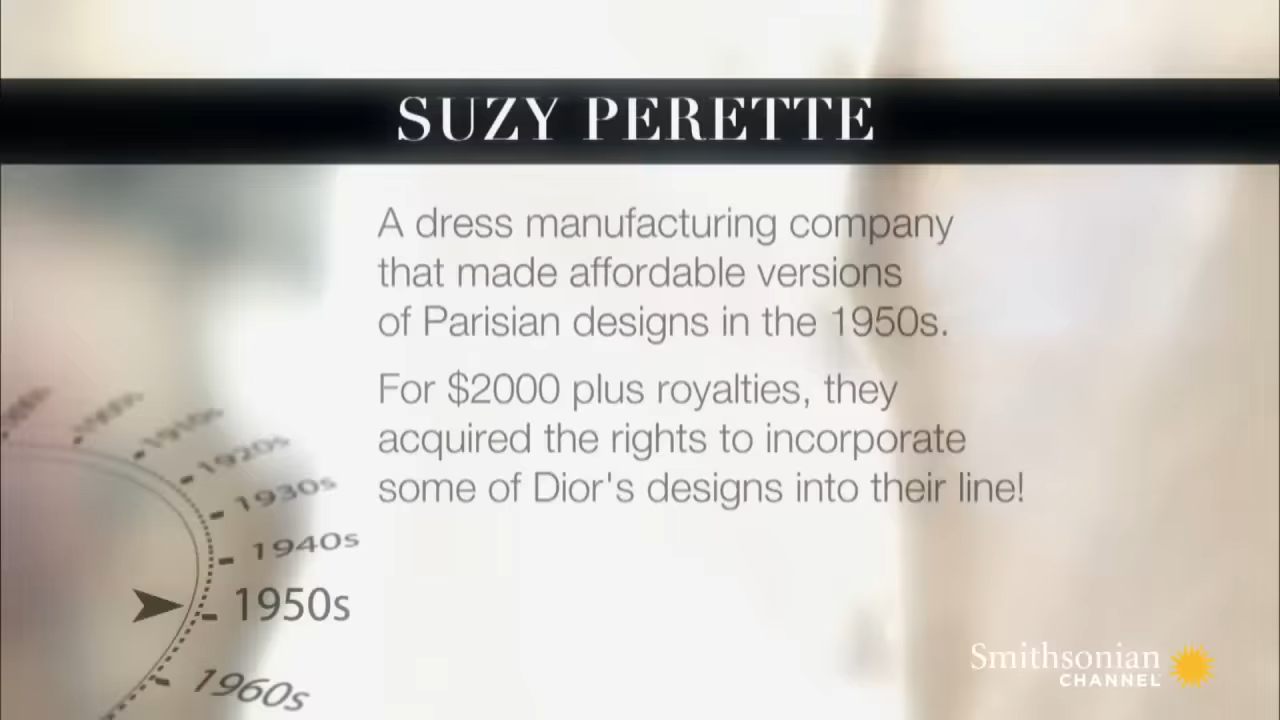 SUZY PERETTE
A dress manufacturing company
that made affordable versions
of Parisian designs in the 1950s.
For $2000 plus royalties, they
acquired the rights to incorporate
some of Dior's designs into their line!
1910s
1920s
1930s
1940s
1950s
1960s
Smithsonian
CHANNEL